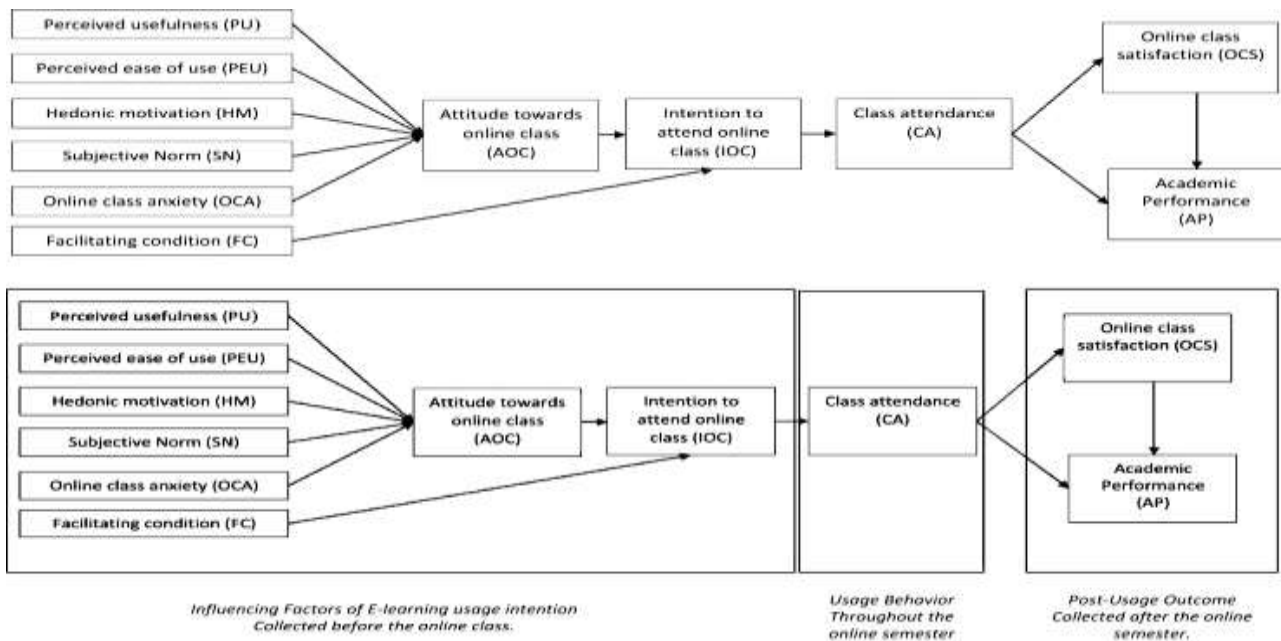 Perceived usefulness (PU)
Perceived ease of use (PEU)
Hedonic motivation (HM)
Subjective Norm (SN)
Online class anxiety (OCA)
Facilitating condition (FC)
Attitude towards
online class
(AOC)
Intention to
attend online
class (IOC)
Class attendance
(CA)
Online class
satisfaction (OCS)
Academic
Performance
(AP)
Perceived usefulness (PU)
Perceived ease of use (PEU)
Hedonic motivation (HM)
Subjective Norm (SN)
Online class anxiety (OCA)
Facilitating condition (FC)
Attitude towards
online class
(AOC)
Intention to
attend online
class (IOC)
Class attendance
(CA)
Online class
satisfaction (OCS)
Academic
Performance
(AP)
Influencing Factors of E-learning usage intention
Collected before the online class.
Usage Behavior
Throughout the
online semester
Post-Usage Outcome
Collected after the online
semester.